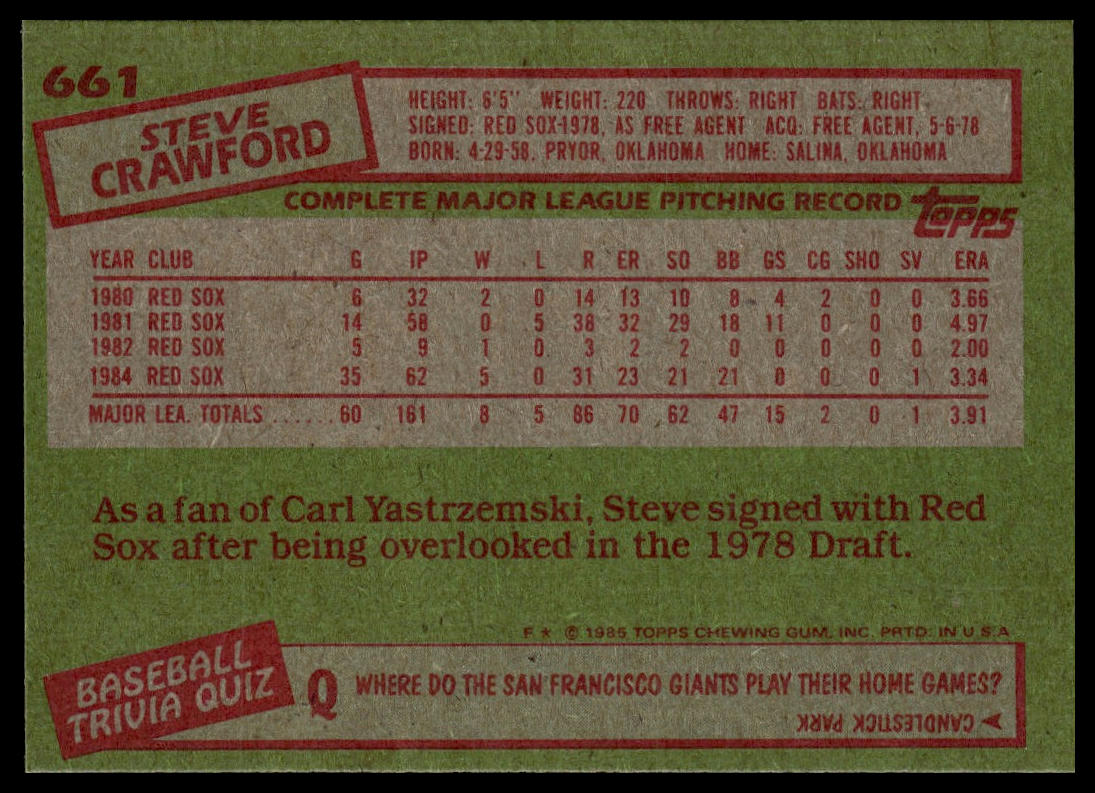 661
STEVE
CRAWFORD
HEIGHT: 6'5" WEIGHT: 220 THROWS: RIGHT BATS: RIGHT
SIGNED: RED SOX-1978, AS FREE AGENT ACQ: FREE AGENT, 5-6-78
BORN: 4-29-58, PRYOR, OKLAHOMA HOME: SALINA, OKLAHOMA
COMPLETE MAJOR LEAGUE PITCHING RECORD
topps
YEAR CLUB G IP W L R ER SO BB GS CG SHO SV ERA
1980 RED SOX 6 32 2 0 14 13 10 8 4 2 0 0 3.66
1981 RED SOX 14 58 0 5 38 32 29 18 11 0 0 0 4.97
1982 RED SOX 5 9 1 0 3 2 2 0 0 0 0 0 2.00
1984 RED SOX 35 62 5 0 31 23 21 21 0 0 0 1 3.34
MAJOR LEA. TOTALS ...... 60 161 8 5 86 70 62 47 15 2 0 1 3.91
As a fan of Carl Yastrzemski, Steve signed with Red
Sox after being overlooked in the 1978 Draft.
F ★ © 1985 TOPPS CHEWING GUM, INC. PRTD. IN U.S.A
BASEBALL
TRIVIA QUIZ
Q WHERE DO THE SAN FRANCISCO GIANTS PLAY THEIR HOME GAMES?
CANDLESTICK PARK